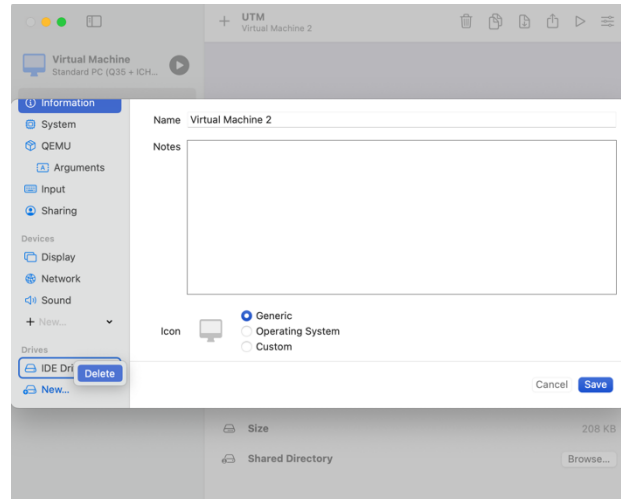 UTM
Virtual Machine 2
Virtual Machine
Standard PC (Q35 + ICH...
Information
System
QEMU
Arguments
Input
Sharing
Devices
Display
Network
Sound
New...
Drives
IDE Dri
Delete
New...
Name Virtual Machine 2
Notes
Icon
Generic
Operating System
Custom
Cancel Save
Size 208 KB
Shared Directory Browse...